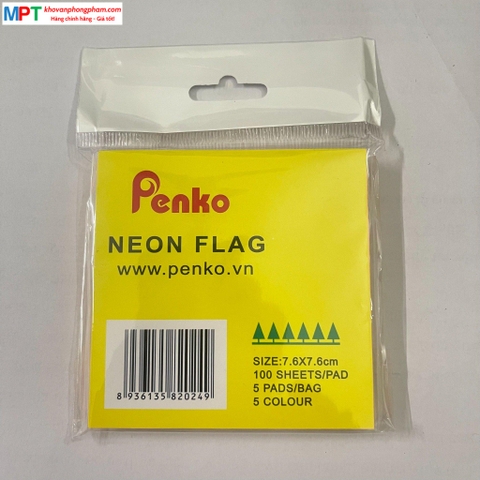 MPT khovanphongpham.com
Hàng chính hãng - Giá tốt!
Penko
NEON FLAG
www.penko.vn
SIZE:7.6X7.6cm
100 SHEETS/PAD
5 PADS/BAG
5 COLOUR
8 936135 820249